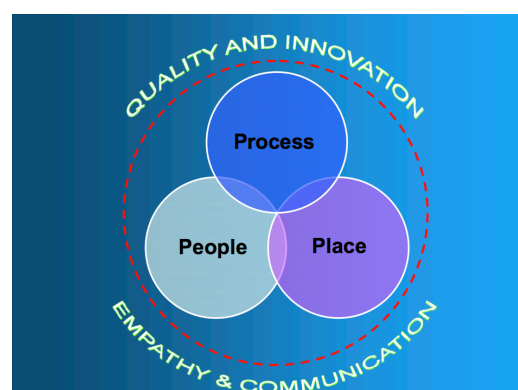 QUALITY AND INNOVATION
Process
People
Place
EMPATHY & COMMUNICATION